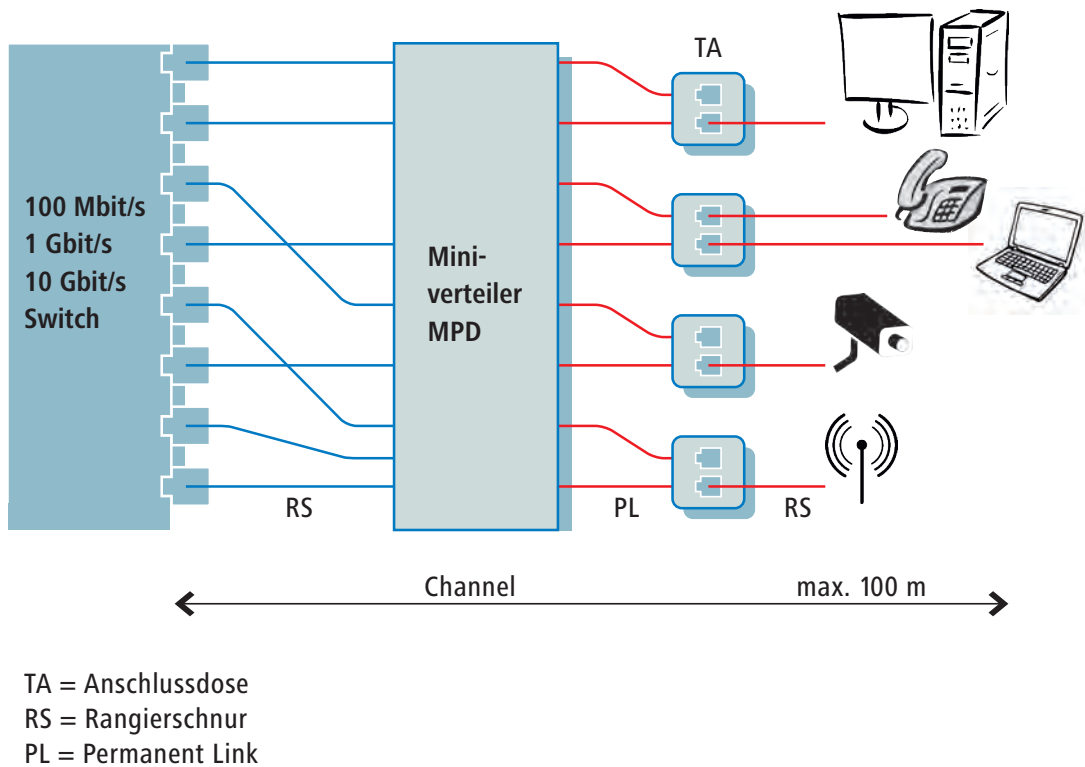 TA
100 Mbit/s
1 Gbit/s
10 Gbit/s
Switch
Mini-
verteiler
MPD
RS
PL
RS
Channel
max. 100 m
TA = Anschlussdose
RS = Rangierschnur
PL = Permanent Link